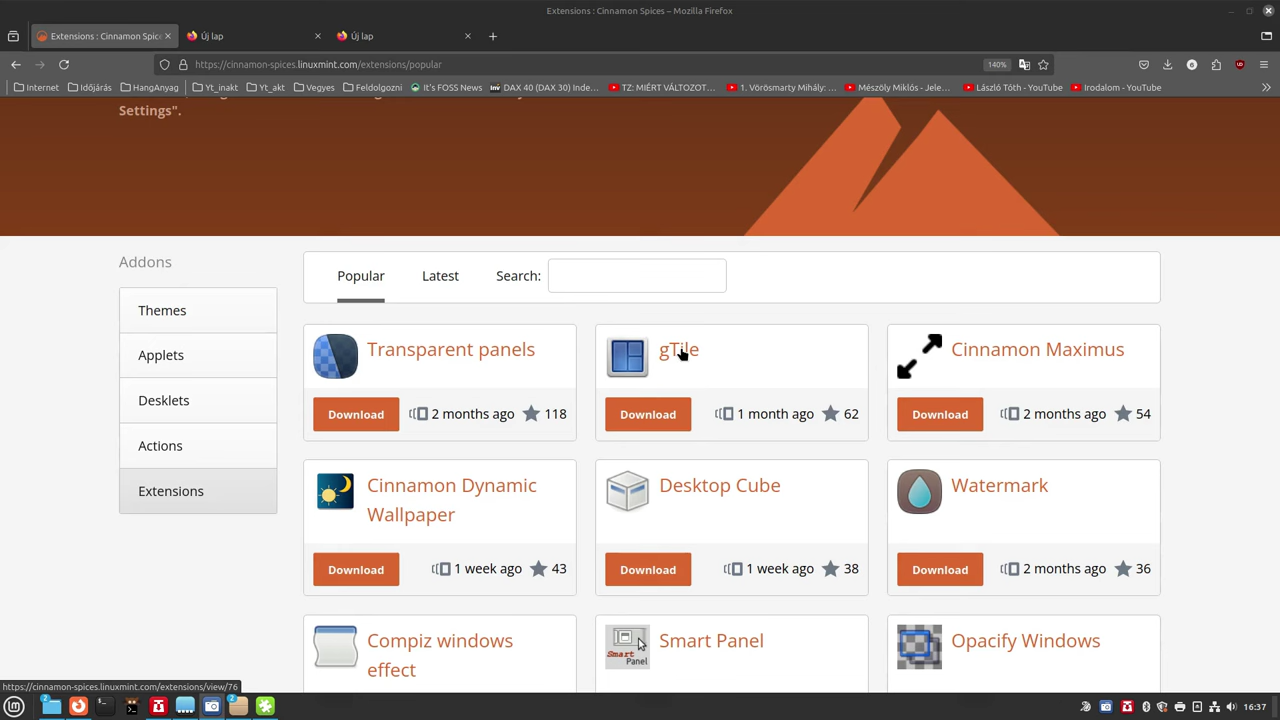 Extensions : Cinnamon Spices – Mozilla Firefox
Extensions : Cinnamon Spice
Új lap
Új lap
https://cinnamon-spices.linuxmint.com/extensions/popular
140%
Internet
Időjárás
HangAnyag
Yt_inakt
Yt_akt
Vegyes
Feldolgozni
It's FOSS News
DAX 40 (DAX 30) Inde…
TZ: MIÉRT VÁLTOZOT…
1. Vörösmarty Mihály: …
Mészöly Miklós - Jele…
László Tóth - YouTube
Irodalom - YouTube
Settings".
Addons
Themes
Applets
Desklets
Actions
Extensions
Popular
Latest
Search:
Transparent panels
Download
2 months ago
118
gTile
Download
1 month ago
62
Cinnamon Maximus
Download
2 months ago
54
Cinnamon Dynamic
Wallpaper
Download
1 week ago
43
Desktop Cube
Download
1 week ago
38
Watermark
Download
2 months ago
36
Compiz windows
effect
Smart
Panel
Smart Panel
Opacify Windows
https://cinnamon-spices.linuxmint.com/extensions/view/76
2
2
16:37